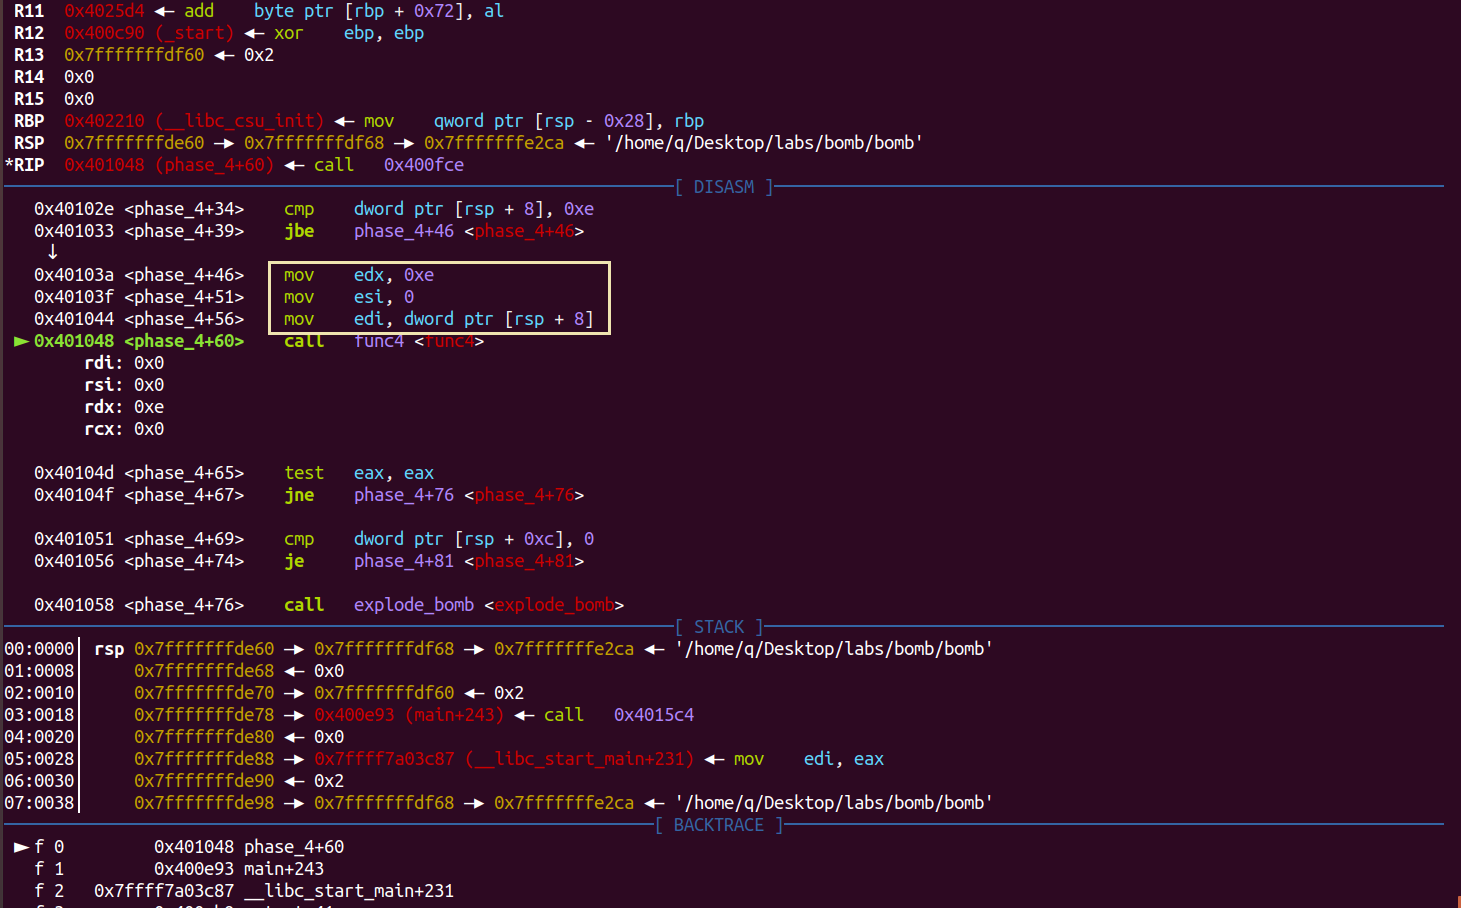 R11  0x4025d4 ◂— add    byte ptr [rbp + 0x72], al
R12  0x400c90 (_start) ◂— xor    ebp, ebp
R13  0x7fffffffdf60 ◂— 0x2
R14  0x0
R15  0x0
RBP  0x402210 (__libc_csu_init) ◂— mov    qword ptr [rsp - 0x28], rbp
RSP  0x7fffffffde60 —▸ 0x7fffffffdf68 —▸ 0x7fffffffe2ca ◂— '/home/q/Desktop/labs/bomb/bomb'
*RIP  0x401048 (phase_4+60) ◂— call   0x400fce
[ DISASM ]
0x40102e <phase_4+34>    cmp    dword ptr [rsp + 8], 0xe
0x401033 <phase_4+39>    jbe    phase_4+46 <phase_4+46>
↓
0x40103a <phase_4+46>    mov    edx, 0xe
0x40103f <phase_4+51>    mov    esi, 0
0x401044 <phase_4+56>    mov    edi, dword ptr [rsp + 8]
► 0x401048 <phase_4+60>    call   func4 <func4>
rdi: 0x0
rsi: 0x0
rdx: 0xe
rcx: 0x0
0x40104d <phase_4+65>    test   eax, eax
0x40104f <phase_4+67>    jne    phase_4+76 <phase_4+76>
0x401051 <phase_4+69>    cmp    dword ptr [rsp + 0xc], 0
0x401056 <phase_4+74>    je     phase_4+81 <phase_4+81>
0x401058 <phase_4+76>    call   explode_bomb <explode_bomb>
[ STACK ]
00:0000│ rsp 0x7fffffffde60 —▸ 0x7fffffffdf68 —▸ 0x7fffffffe2ca ◂— '/home/q/Desktop/labs/bomb/bomb'
01:0008│     0x7fffffffde68 ◂— 0x0
02:0010│     0x7fffffffde70 —▸ 0x7fffffffdf60 ◂— 0x2
03:0018│     0x7fffffffde78 —▸ 0x400e93 (main+243) ◂— call   0x4015c4
04:0020│     0x7fffffffde80 ◂— 0x0
05:0028│     0x7fffffffde88 —▸ 0x7ffff7a03c87 (__libc_start_main+231) ◂— mov    edi, eax
06:0030│     0x7fffffffde90 ◂— 0x2
07:0038│     0x7fffffffde98 —▸ 0x7fffffffdf68 —▸ 0x7fffffffe2ca ◂— '/home/q/Desktop/labs/bomb/bomb'
[ BACKTRACE ]
► f 0         0x401048 phase_4+60
f 1         0x400e93 main+243
f 2   0x7ffff7a03c87 __libc_start_main+231